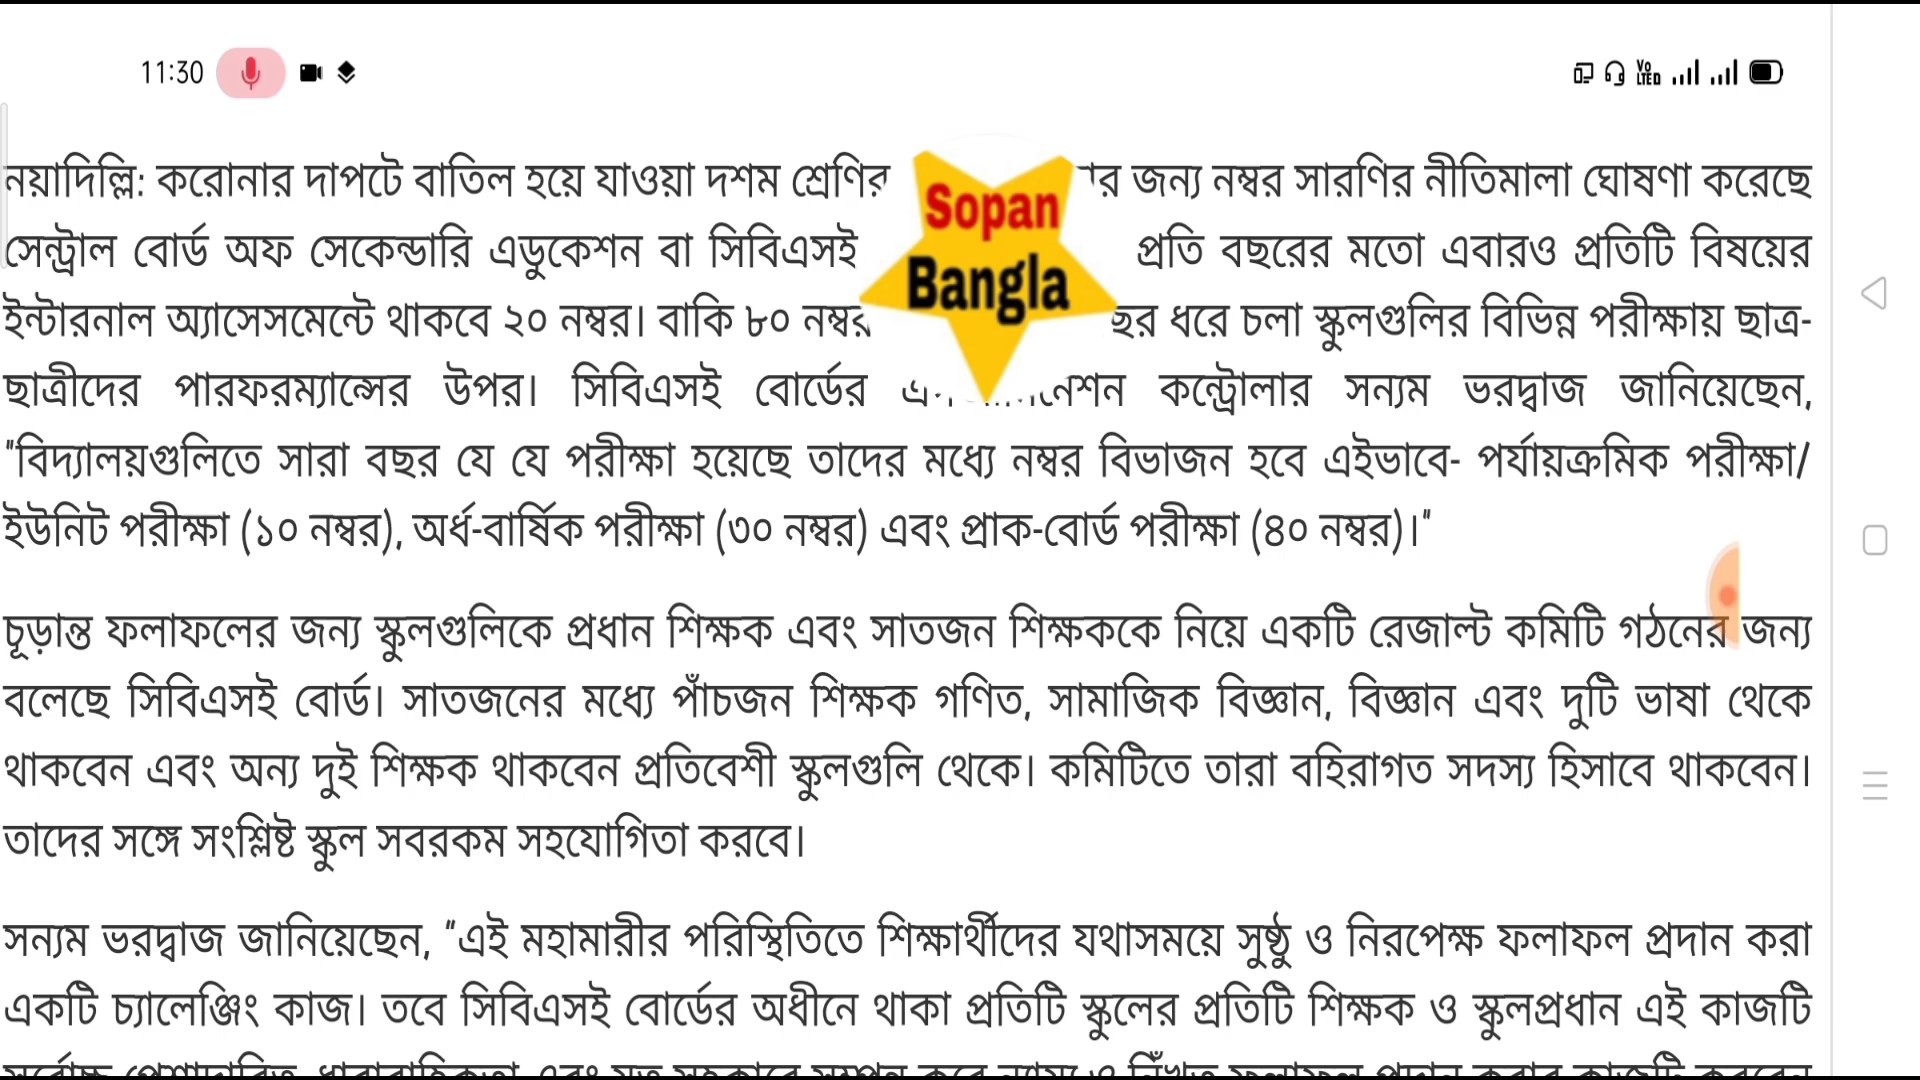 11:30
Vo LTED
নয়াদিল্লি: করোনার দাপটে বাতিল হয়ে যাওয়া দশম শ্রেণির জন্য নম্বর সারণির নীতিমালা ঘোষণা করেছে
Sopan
সেন্ট্রাল বোর্ড অফ সেকেন্ডারি এডুকেশন বা সিবিএসই প্রতি বছরের মতো এবারও প্রতিটি বিষয়ের
Bangla
ইন্টারনাল অ্যাসেসমেন্টে থাকবে ২০ নম্বর। বাকি ৮০ নম্বর ধরে চলা স্কুলগুলির বিভিন্ন পরীক্ষায় ছাত্র-
ছাত্রীদের পারফরম্যান্সের উপর। সিবিএসই বোর্ডের কন্ট্রোলার সন্যম ভরদ্বাজ জানিয়েছেন,
"বিদ্যালয়গুলিতে সারা বছর যে যে পরীক্ষা হয়েছে তাদের মধ্যে নম্বর বিভাজন হবে এইভাবে- পর্যায়ক্রমিক পরীক্ষা/
ইউনিট পরীক্ষা (১০ নম্বর), অর্ধ-বার্ষিক পরীক্ষা (৩০ নম্বর) এবং প্রাক-বোর্ড পরীক্ষা (৪০ নম্বর)।"
চূড়ান্ত ফলাফলের জন্য স্কুলগুলিকে প্রধান শিক্ষক এবং সাতজন শিক্ষককে নিয়ে একটি রেজাল্ট কমিটি গঠনের জন্য
বলেছে সিবিএসই বোর্ড। সাতজনের মধ্যে পাঁচজন শিক্ষক গণিত, সামাজিক বিজ্ঞান, বিজ্ঞান এবং দুটি ভাষা থেকে
থাকবেন এবং অন্য দুই শিক্ষক থাকবেন প্রতিবেশী স্কুলগুলি থেকে। কমিটিতে তারা বহিরাগত সদস্য হিসাবে থাকবেন।
তাদের সঙ্গে সংশ্লিষ্ট স্কুল সবরকম সহযোগিতা করবে।
সন্যম ভরদ্বাজ জানিয়েছেন, "এই মহামারীর পরিস্থিতিতে শিক্ষার্থীদের যথাসময়ে সুষ্ঠু ও নিরপেক্ষ ফলাফল প্রদান করা
একটি চ্যালেঞ্জিং কাজ। তবে সিবিএসই বোর্ডের অধীনে থাকা প্রতিটি স্কুলের প্রতিটি শিক্ষক ও স্কুলপ্রধান এই কাজটি